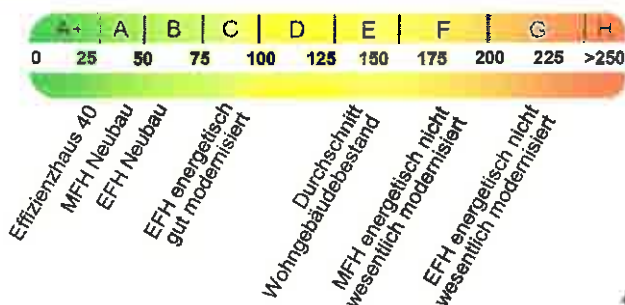 A+ A B C D E F G H
0 25 50 75 100 125 150 175 200 225 >250
Effizienzhaus 40
MFH Neubau
EFH Neubau
EFH energetisch
gut modernisiert
Durchschnitt
Wohngebäudebestand
MFH energetisch nicht
wesentlich modernisiert
EFH energetisch nicht
wesentlich modernisiert